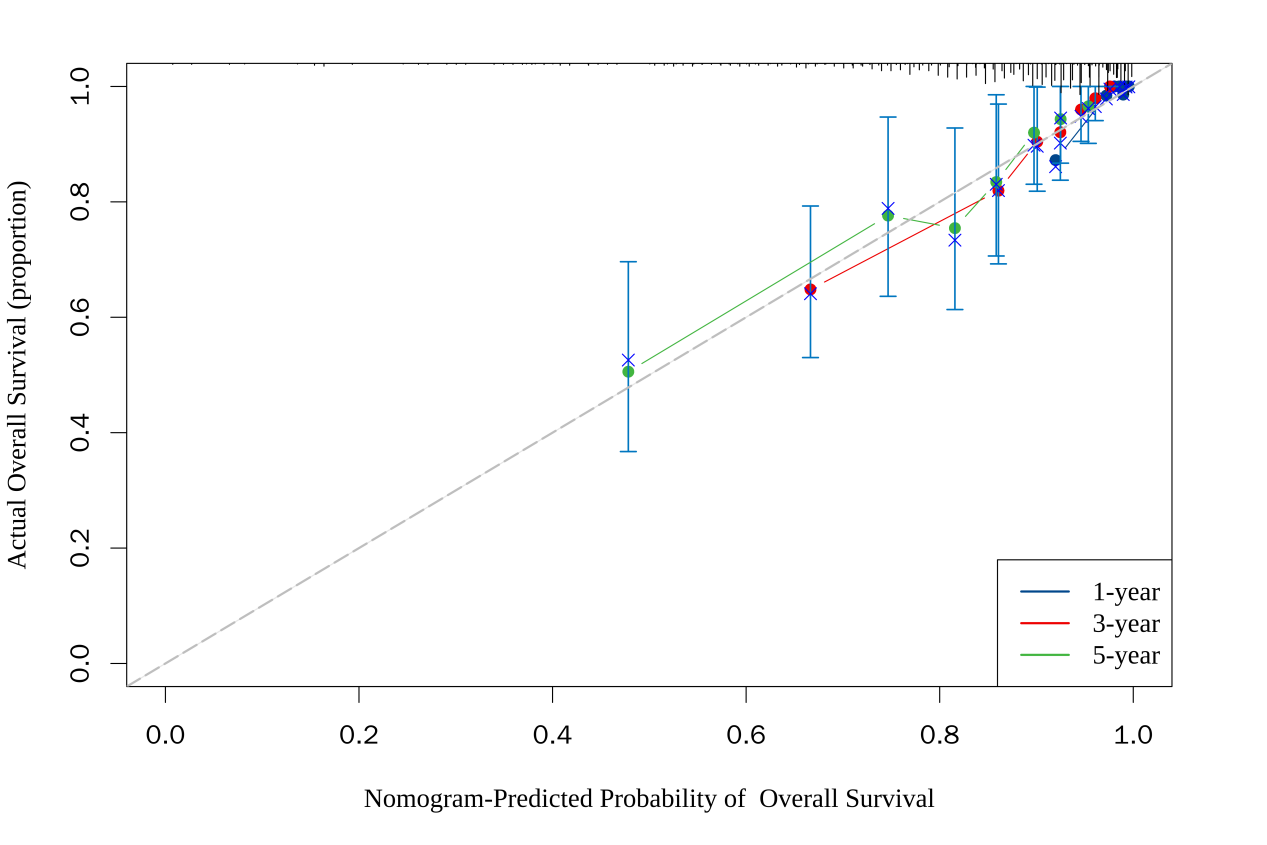 Actual Overall Survival (proportion)
1.0
0.8
0.6
0.4
0.2
0.0
1-year
3-year
5-year
0.0 0.2 0.4 0.6 0.8 1.0
Nomogram-Predicted Probability of  Overall Survival